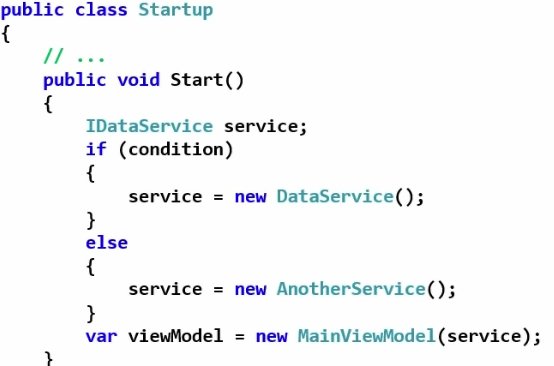 public class Startup
{
// ...
public void Start()
{
IDataService service;
if (condition)
{
service = new DataService();
}
else
{
service = new AnotherService();
}
var viewModel = new MainViewModel(service);
}